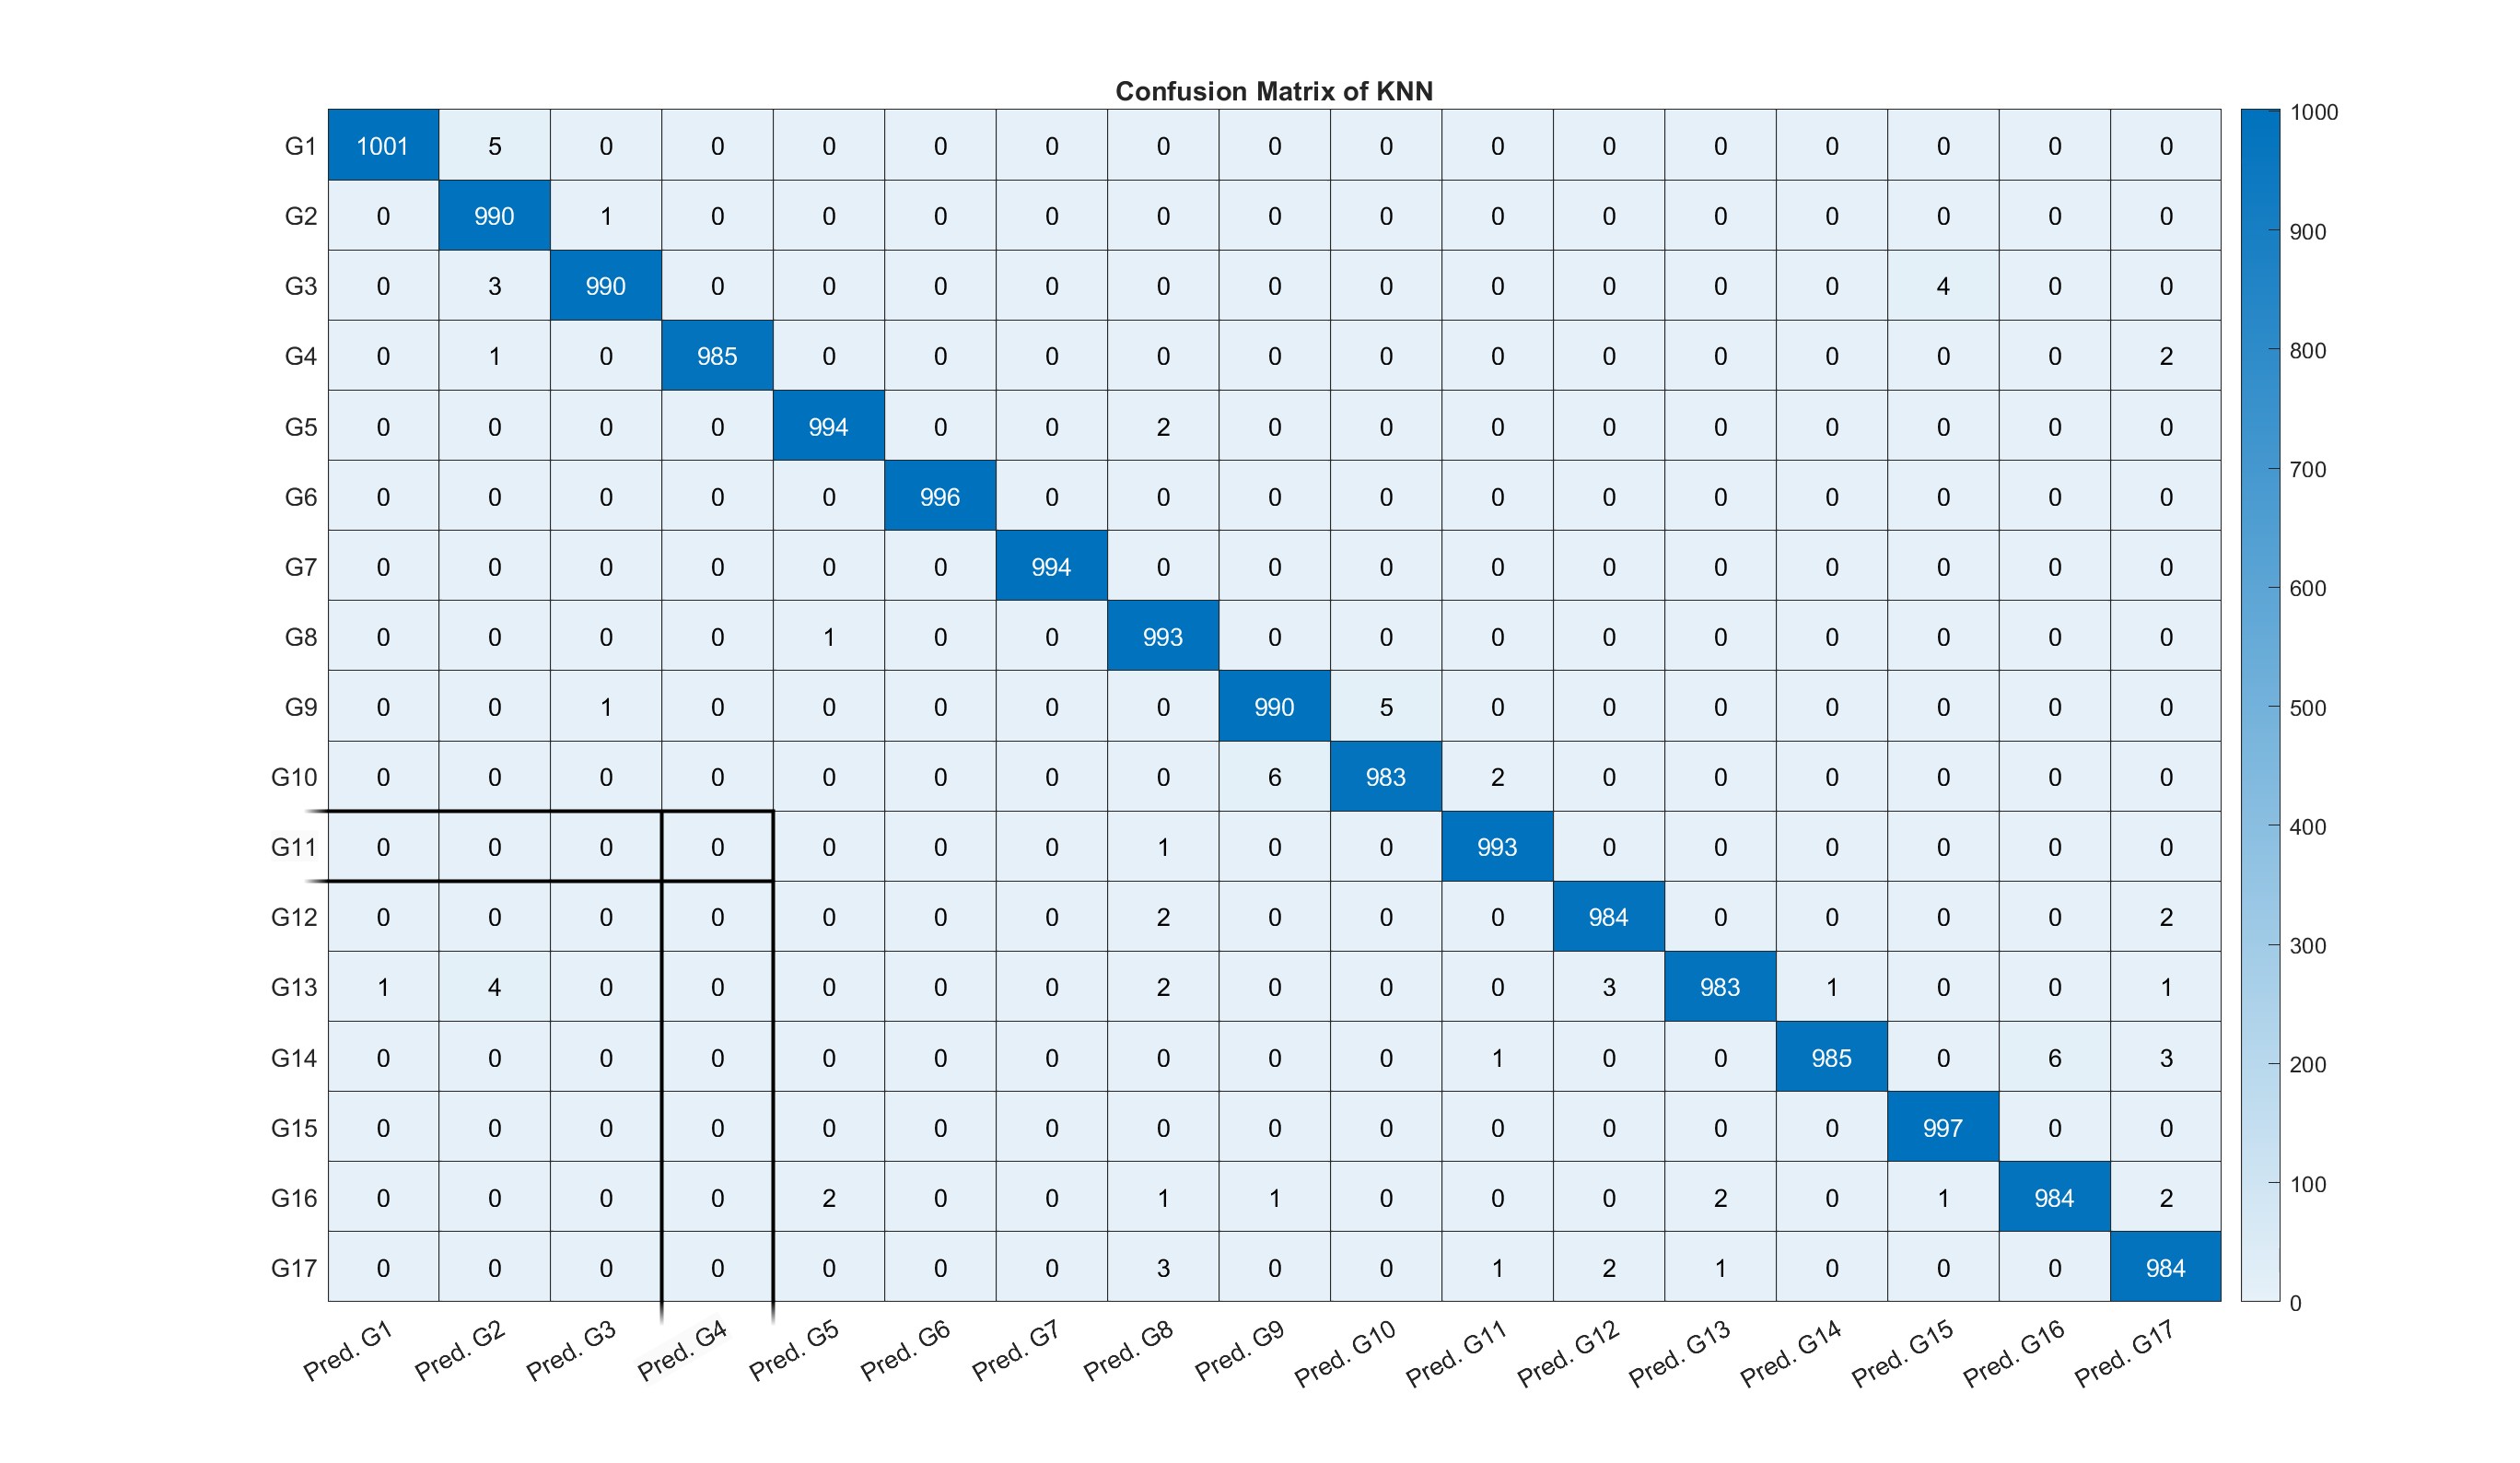 Confusion Matrix of KNN
G1 1001 5 0 0 0 0 0 0 0 0 0 0 0 0 0 0 0
G2 0 990 1 0 0 0 0 0 0 0 0 0 0 0 0 0 0
G3 0 3 990 0 0 0 0 0 0 0 0 0 0 0 4 0 0
G4 0 1 0 985 0 0 0 0 0 0 0 0 0 0 0 0 2
G5 0 0 0 0 994 0 0 2 0 0 0 0 0 0 0 0 0
G6 0 0 0 0 0 996 0 0 0 0 0 0 0 0 0 0 0
G7 0 0 0 0 0 0 994 0 0 0 0 0 0 0 0 0 0
G8 0 0 0 0 1 0 0 993 0 0 0 0 0 0 0 0 0
G9 0 0 1 0 0 0 0 0 990 5 0 0 0 0 0 0 0
G10 0 0 0 0 0 0 0 0 6 983 2 0 0 0 0 0 0
G11 0 0 0 0 0 0 0 1 0 0 993 0 0 0 0 0 0
G12 0 0 0 0 0 0 0 2 0 0 0 984 0 0 0 0 2
G13 1 4 0 0 0 0 0 2 0 0 0 3 983 1 0 0 1
G14 0 0 0 0 0 0 0 0 0 0 1 0 0 985 0 6 3
G15 0 0 0 0 0 0 0 0 0 0 0 0 0 0 997 0 0
G16 0 0 0 0 2 0 0 1 1 0 0 0 2 0 1 984 2
G17 0 0 0 0 0 0 0 3 0 0 1 2 1 0 0 0 984
Pred. G1 Pred. G2 Pred. G3 Pred. G4 Pred. G5 Pred. G6 Pred. G7 Pred. G8 Pred. G9 Pred. G10 Pred. G11 Pred. G12 Pred. G13 Pred. G14 Pred. G15 Pred. G16 Pred. G17
1000
900
800
700
600
500
400
300
200
100
0